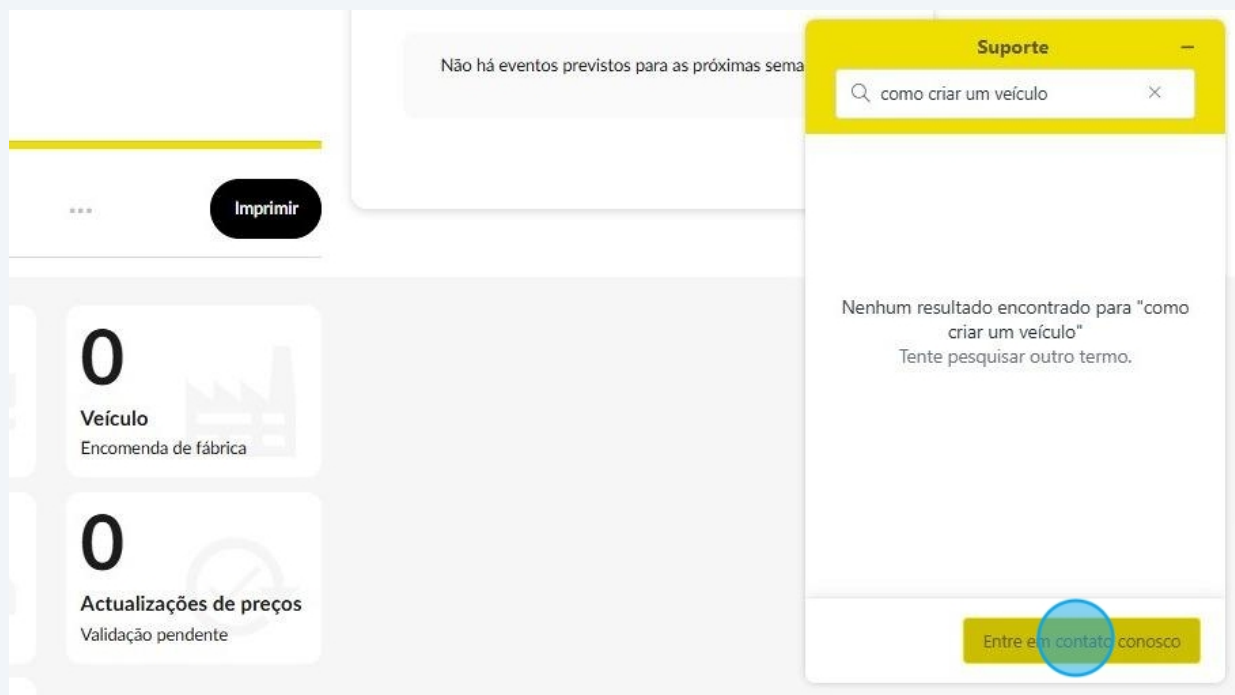 Não há eventos previstos para as próximas sema
...
Imprimir
0
Veículo
Encomenda de fábrica
0
Actualizações de preços
Validação pendente
Suporte
como criar um veículo
Nenhum resultado encontrado para "como
criar um veículo"
Tente pesquisar outro termo.
Entre em contato conosco